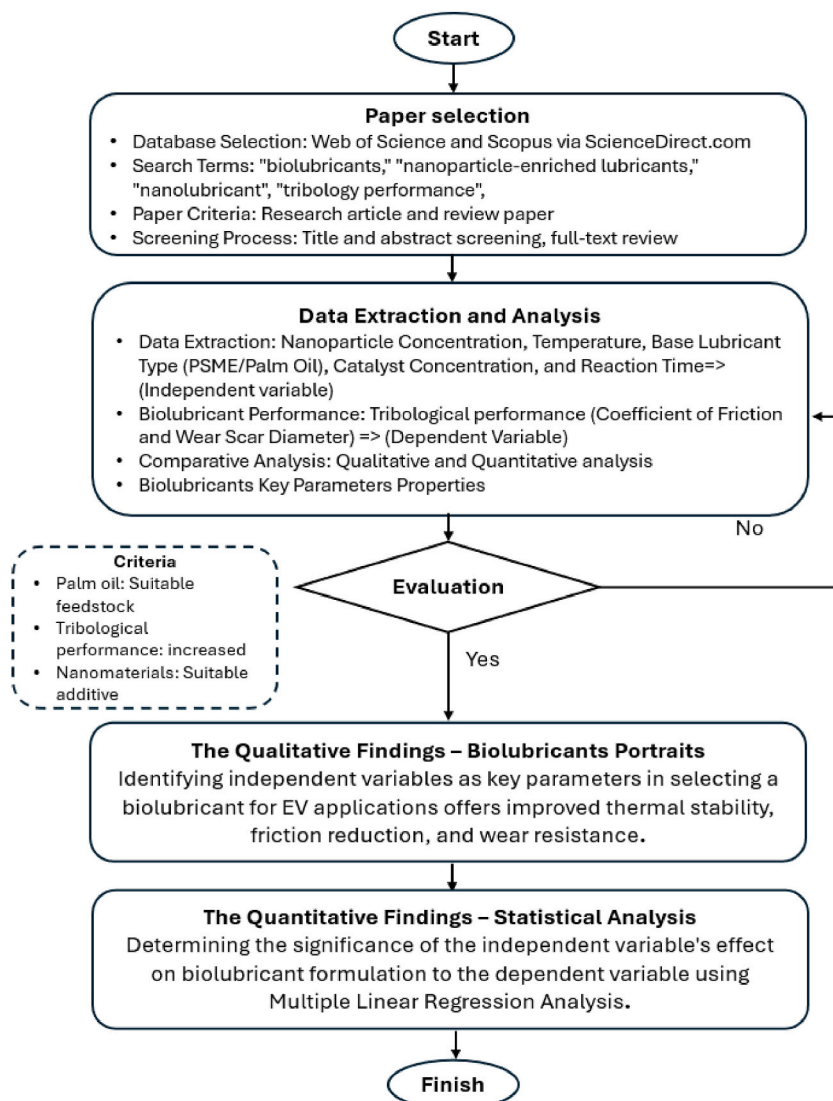 Start
Paper selection
• Database Selection: Web of Science and Scopus via ScienceDirect.com
• Search Terms: "biolubricants," "nanoparticle-enriched lubricants,"
"nanolubricant", "tribology performance",
• Paper Criteria: Research article and review paper
• Screening Process: Title and abstract screening, full-text review
Data Extraction and Analysis
• Data Extraction: Nanoparticle Concentration, Temperature, Base Lubricant
Type (PSME/Palm Oil), Catalyst Concentration, and Reaction Time=>
(Independent variable)
• Biolubricant Performance: Tribological performance (Coefficient of Friction
and Wear Scar Diameter) => (Dependent Variable)
• Comparative Analysis: Qualitative and Quantitative analysis
• Biolubricants Key Parameters Properties
No
Criteria
• Palm oil: Suitable
feedstock
• Tribological
performance: increased
• Nanomaterials: Suitable
additive
Evaluation
Yes
The Qualitative Findings – Biolubricants Portraits
Identifying independent variables as key parameters in selecting a
biolubricant for EV applications offers improved thermal stability,
friction reduction, and wear resistance.
The Quantitative Findings – Statistical Analysis
Determining the significance of the independent variable's effect
on biolubricant formulation to the dependent variable using
Multiple Linear Regression Analysis.
Finish